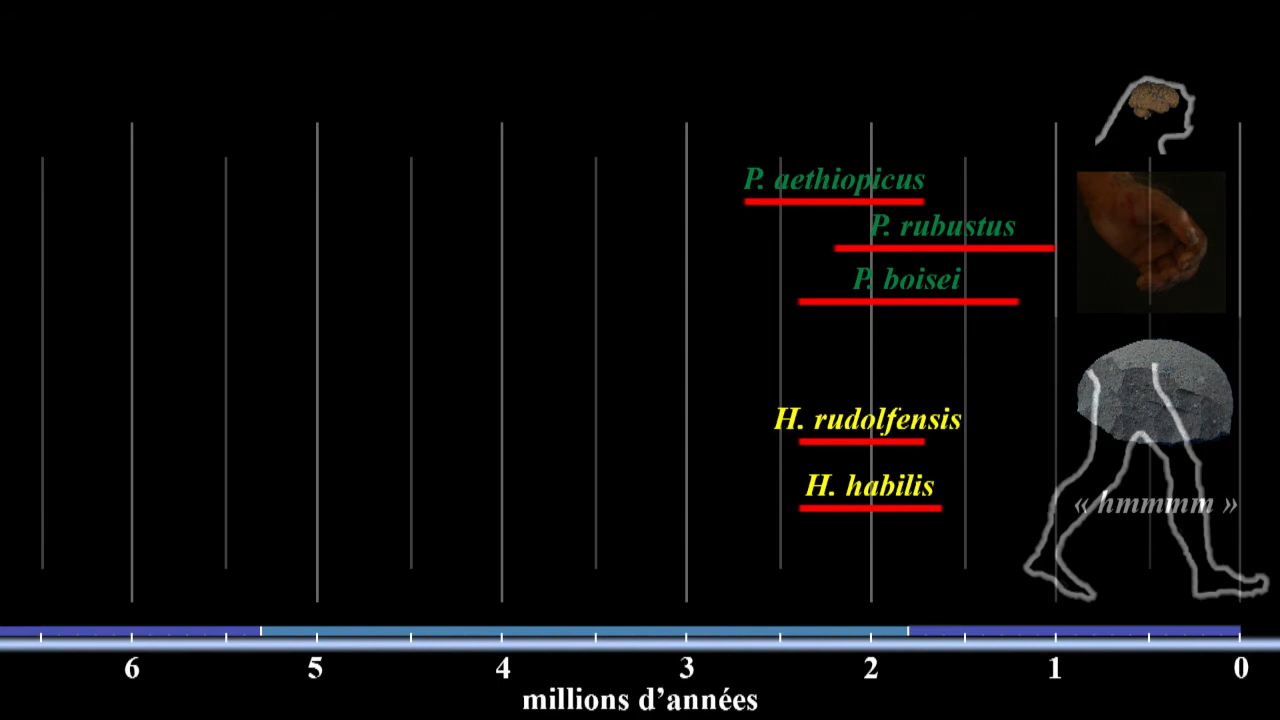 P. aethiopicus
P. rubustus
P. boisei
H. rudolfensis
H. habilis
« hmmmm »
6 5 4 3 2 1 0
millions d’années